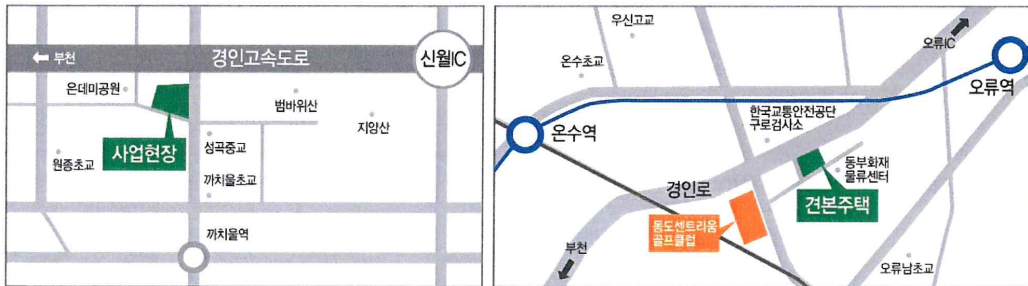 부천
경인고속도로
신월IC
은데미공원
범바위산
지양산
사업현장
성곡중교
원종초교
까치울초교
까치울역
우신고교
오류IC
온수초교
오류역
한국교통안전공단
구로검사소
온수역
동부화재
물류센터
경인로
견본주택
동도센트리움
골프클럽
부천
오류남초교